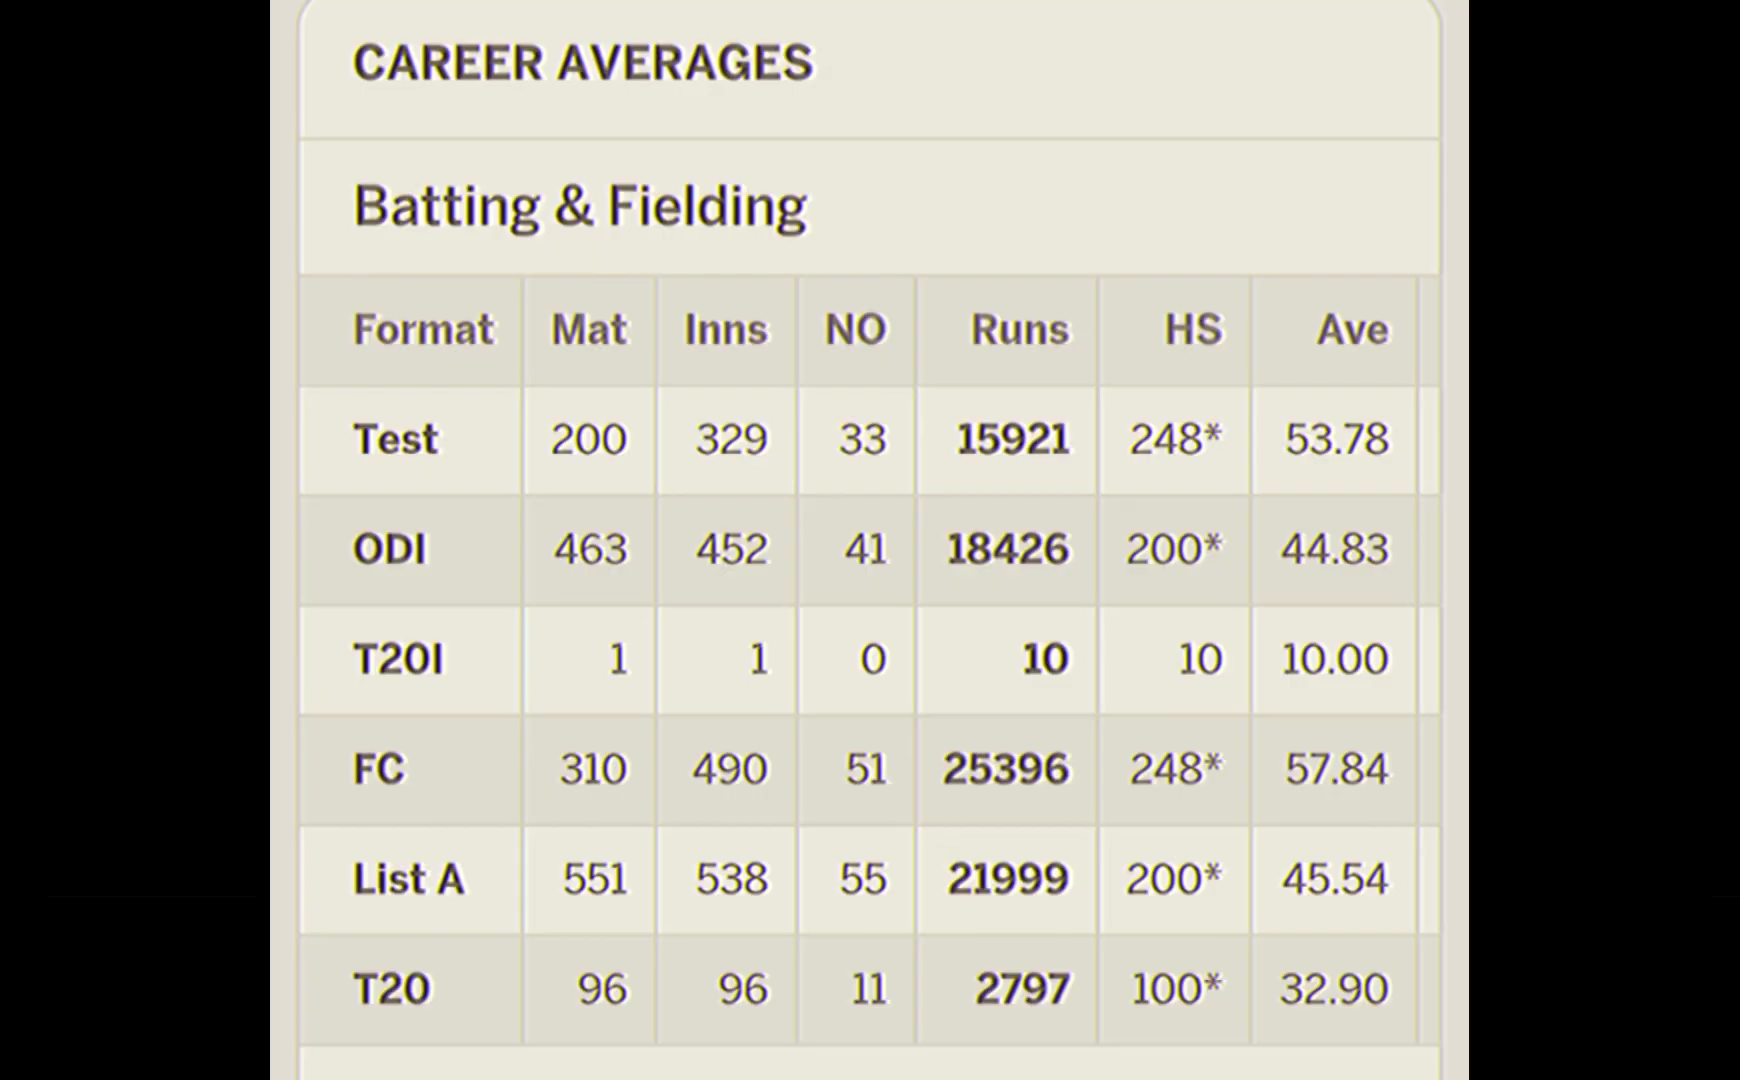 CAREER AVERAGES
Batting & Fielding
Format Mat Inns NO Runs HS Ave
Test 200 329 33 15921 248* 53.78
ODI 463 452 41 18426 200* 44.83
T20I 1 1 0 10 10 10.00
FC 310 490 51 25396 248* 57.84
List A 551 538 55 21999 200* 45.54
T20 96 96 11 2797 100* 32.90